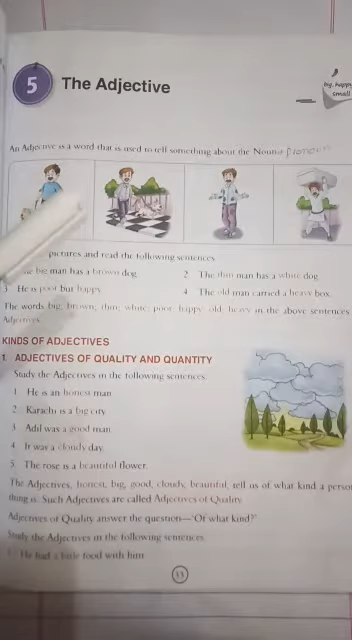 5 The Adjective
big, happy
small
An Adjective is a word that is used to tell something about the Noun or pronoun
pictures and read the following sentences
big man has a brown dog
2 The thin man has a white dog
3 He is poor but happy
4 The old man carried a heavy box.
The words big, brown, thin, white, poor, happy, old, heavy in the above sentences
Adjectives
KINDS OF ADJECTIVES
1 ADJECTIVES OF QUALITY AND QUANTITY
Study the Adjectives in the following sentences.
1 He is an honest man
2 Karachi is a big city
3 Adil was a good man
4 It was a cloudy day
5 The rose is a beautiful flower.
The Adjectives, honest, big, good, cloudy, beautiful, tell us of what kind a person
thing is. Such Adjectives are called Adjectives of Quality
Adjectives of Quality answer the question—'Of what kind?'
Study the Adjectives in the following sentences
1 He had a little food with him
33